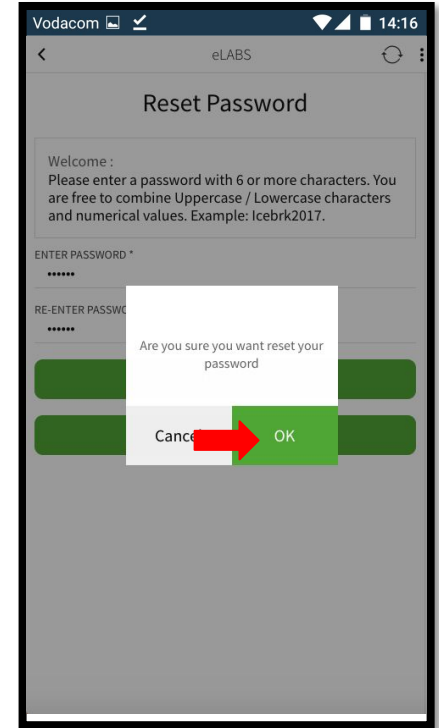 Vodacom 14:16
eLABS
Reset Password
Welcome :
Please enter a password with 6 or more characters. You
are free to combine Uppercase / Lowercase characters
and numerical values. Example: Icebrk2017.
ENTER PASSWORD *
••••••
RE-ENTER
••••••
Are you sure you want reset your
password
OK